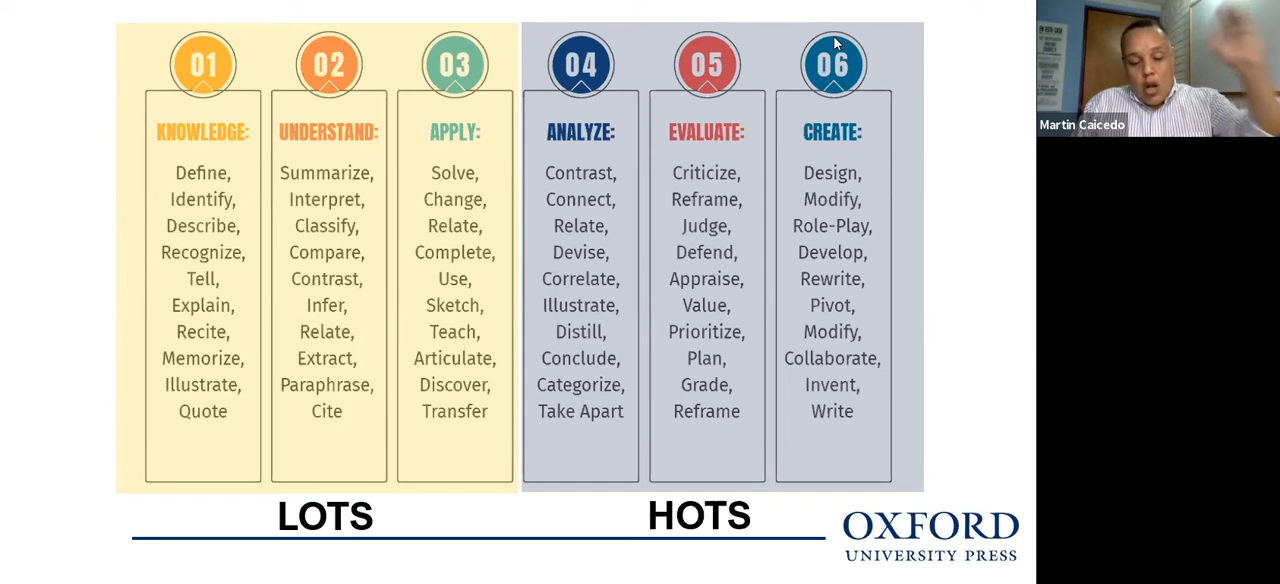 01
KNOWLEDGE:
Define,
Identify,
Describe,
Recognize,
Tell,
Explain,
Recite,
Memorize,
Illustrate,
Quote
02
UNDERSTAND:
Summarize,
Interpret,
Classify,
Compare,
Contrast,
Infer,
Relate,
Extract,
Paraphrase,
Cite
03
APPLY:
Solve,
Change,
Relate,
Complete,
Use,
Sketch,
Teach,
Articulate,
Discover,
Transfer
04
ANALYZE:
Contrast,
Connect,
Relate,
Devise,
Correlate,
Illustrate,
Distill,
Conclude,
Categorize,
Take Apart
05
EVALUATE:
Criticize,
Reframe,
Judge,
Defend,
Appraise,
Value,
Prioritize,
Plan,
Grade,
Reframe
06
CREATE:
Design,
Modify,
Role-Play,
Develop,
Rewrite,
Pivot,
Modify,
Collaborate,
Invent,
Write
LOTS
HOTS
OXFORD
UNIVERSITY PRESS
Martin Caicedo